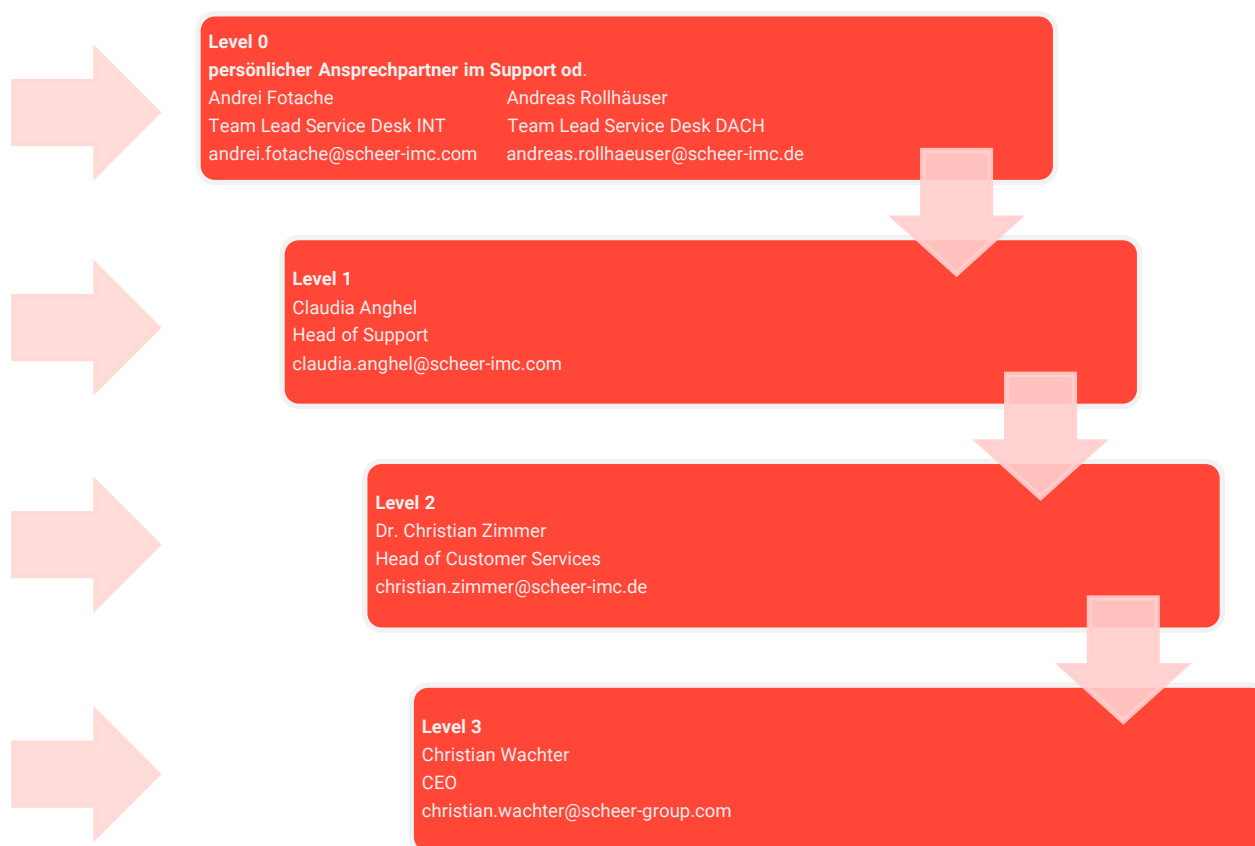 Level 0
persönlicher Ansprechpartner im Support od.
Andrei Fotache Andreas Rollhäuser
Team Lead Service Desk INT Team Lead Service Desk DACH
andrei.fotache@scheer-imc.com andreas.rollhaeuser@scheer-imc.de
Level 1
Claudia Anghel
Head of Support
claudia.anghel@scheer-imc.com
Level 2
Dr. Christian Zimmer
Head of Customer Services
christian.zimmer@scheer-imc.de
Level 3
Christian Wachter
CEO
christian.wachter@scheer-group.com